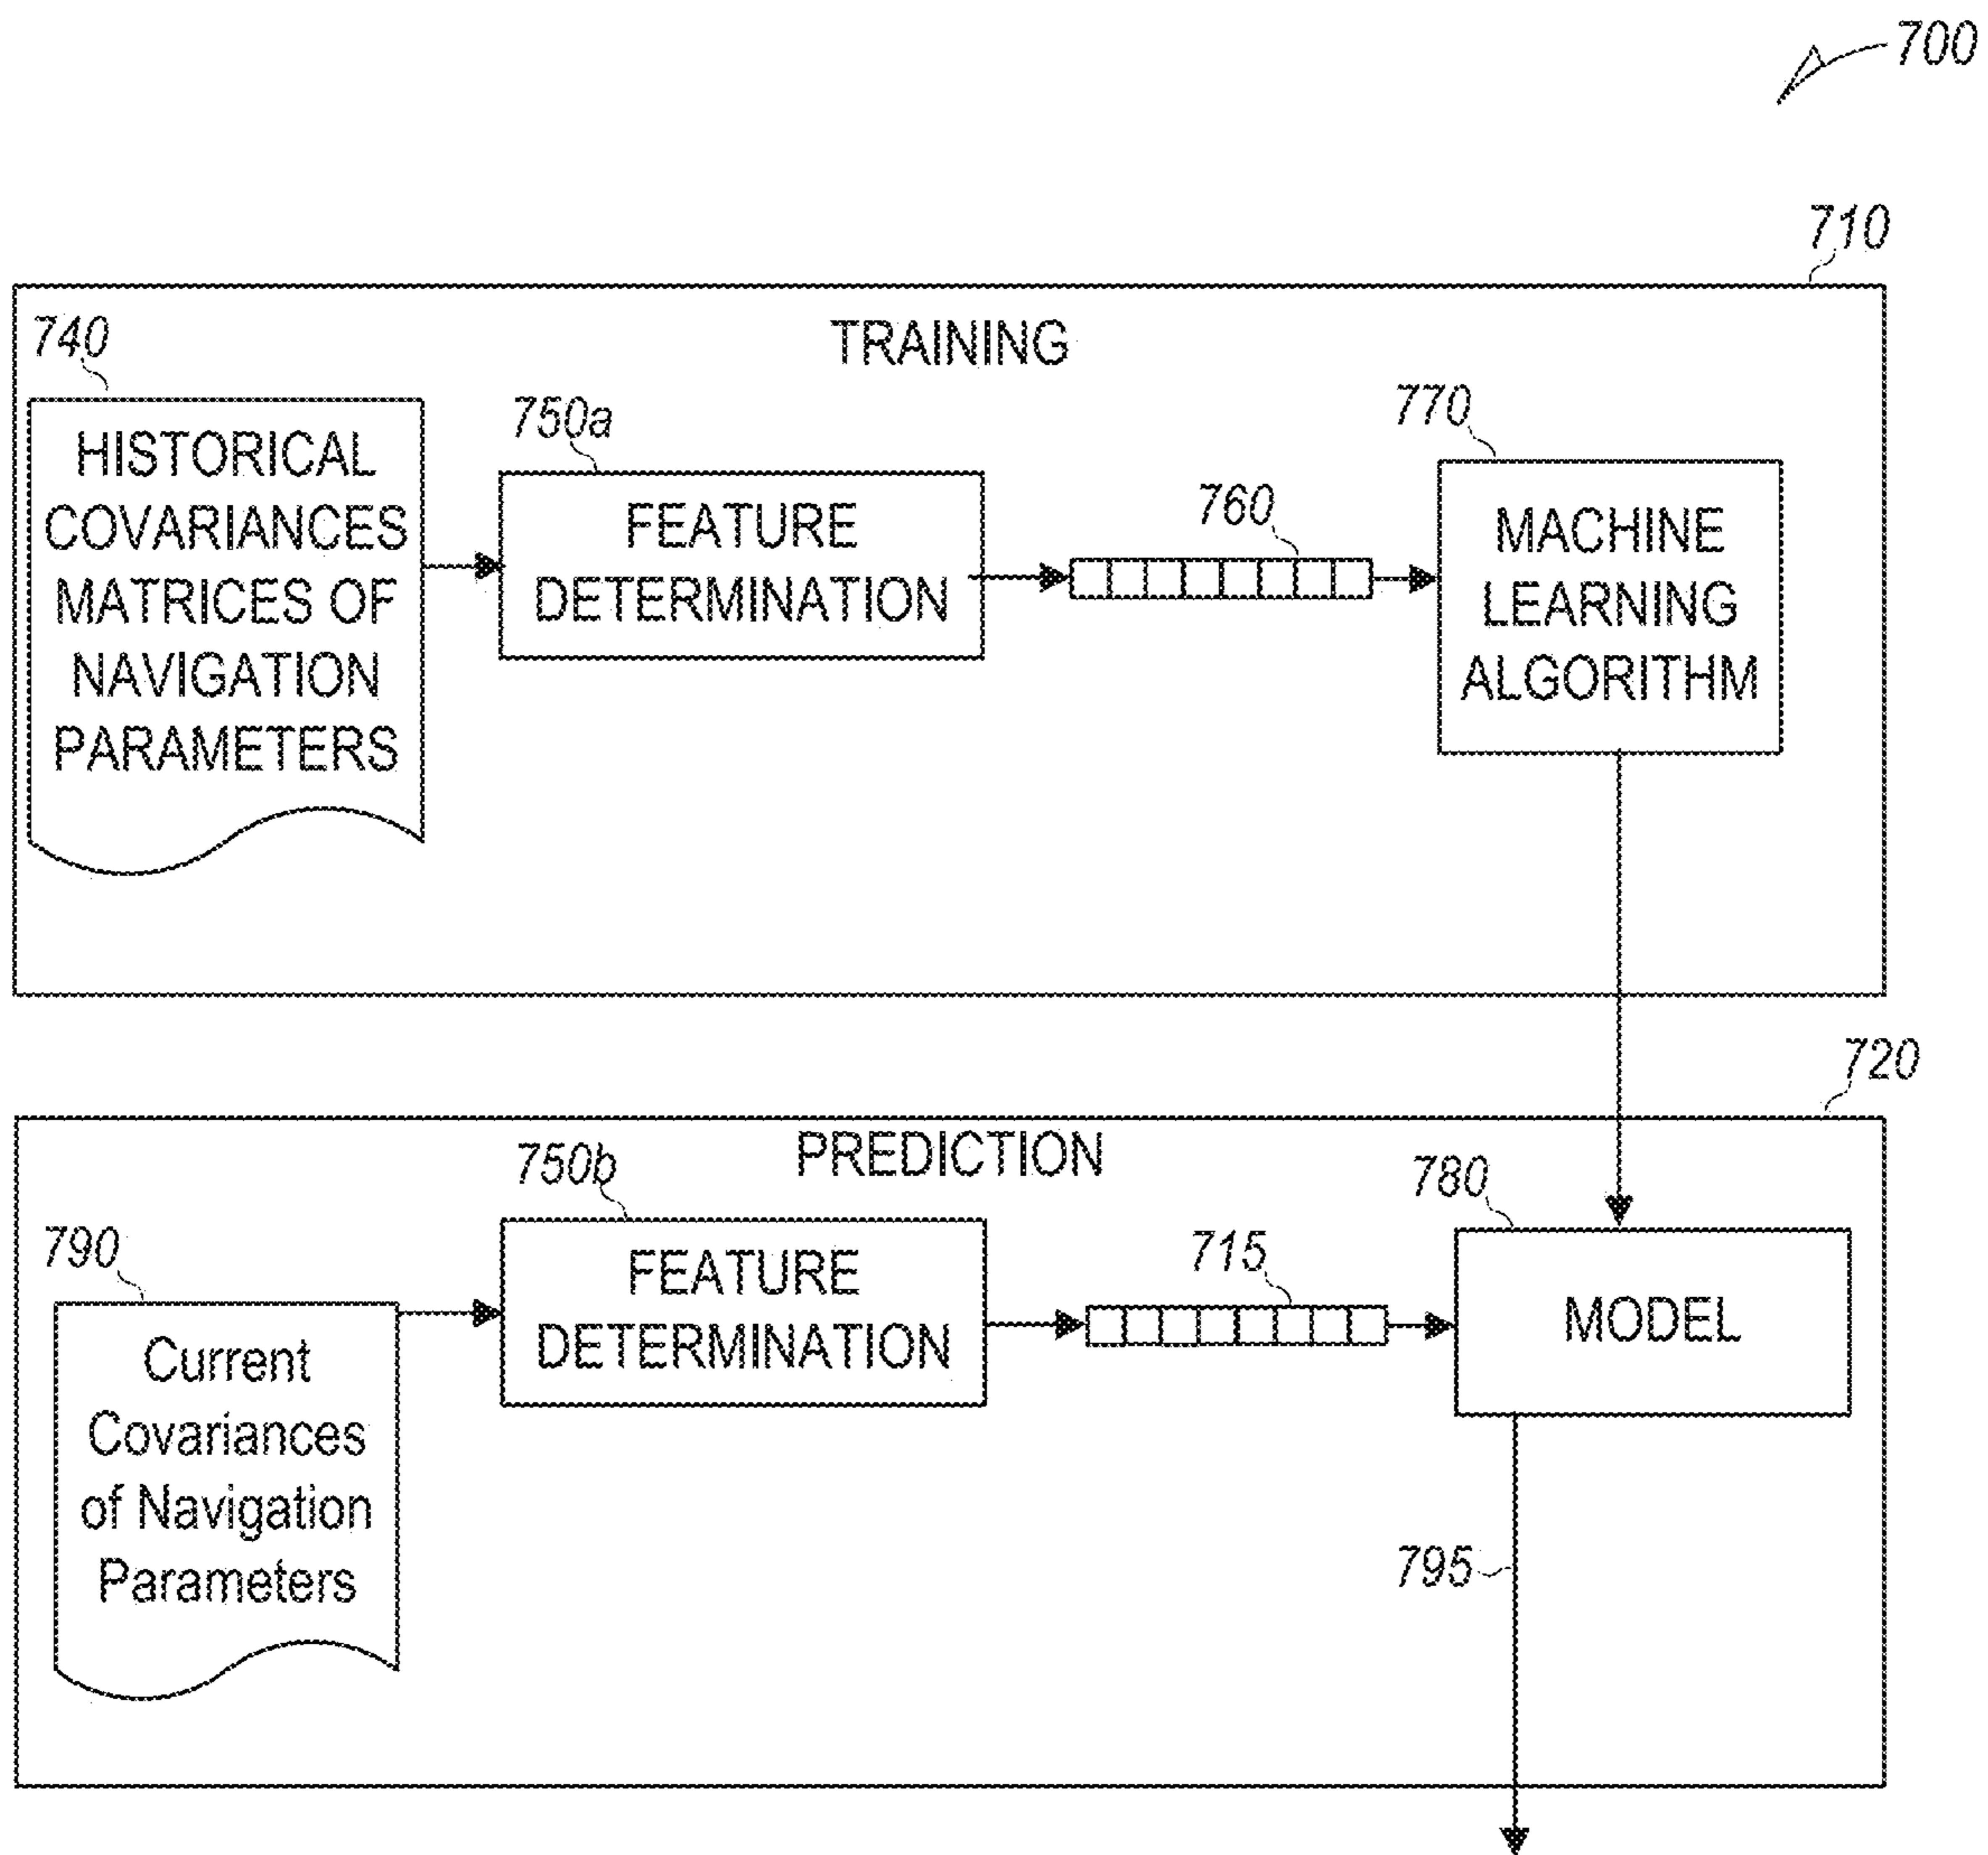 700
710
TRAINING
740
HISTORICAL
COVARIANCES
MATRICES OF
NAVIGATION
PARAMETERS
750a
FEATURE
DETERMINATION
760
770
MACHINE
LEARNING
ALGORITHM
720
PREDICTION
790
Current
Covariances
of Navigation
Parameters
750b
FEATURE
DETERMINATION
715
780
MODEL
795